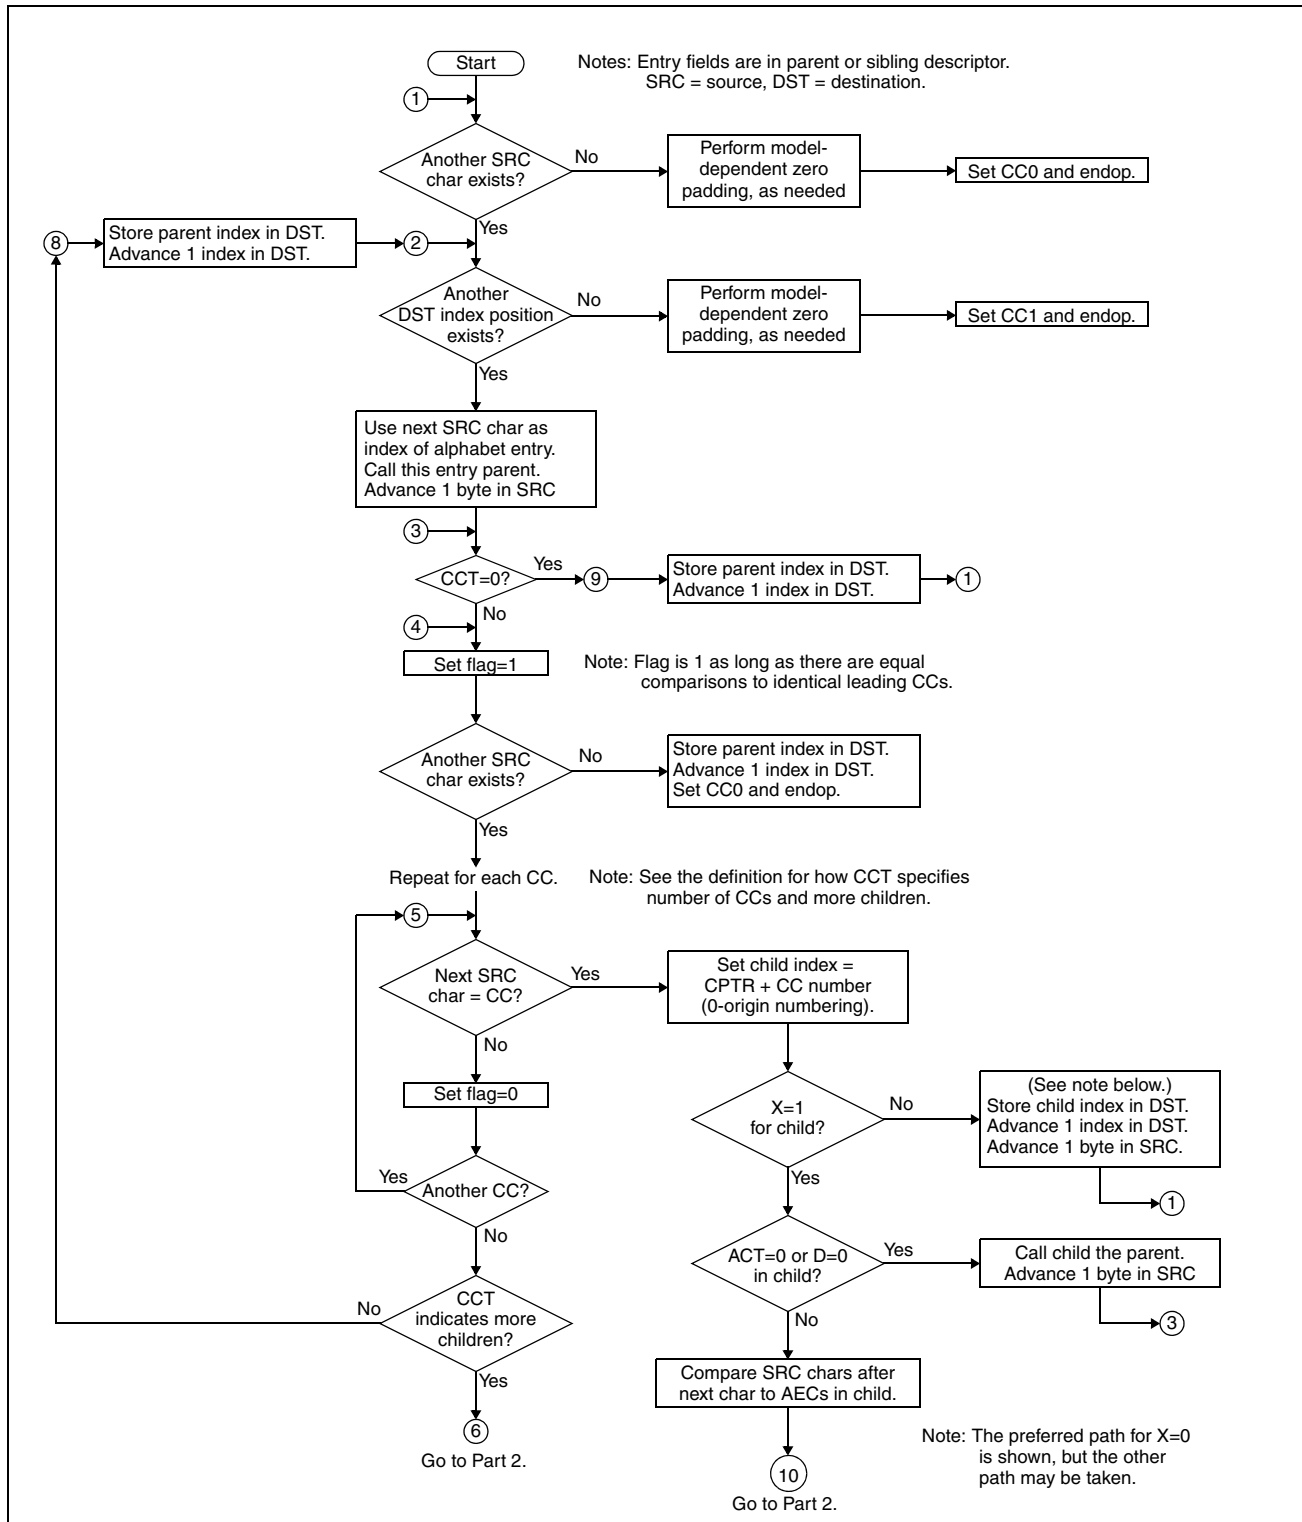 Start
Notes: Entry fields are in parent or sibling descriptor.
SRC = source, DST = destination.
1
Another SRC
char exists?
No
Perform model-
dependent zero
padding, as needed
Set CC0 and endop.
Yes
8
Store parent index in DST.
Advance 1 index in DST.
2
Another
DST index position
exists?
No
Perform model-
dependent zero
padding, as needed
Set CC1 and endop.
Yes
Use next SRC char as
index of alphabet entry.
Call this entry parent.
Advance 1 byte in SRC
3
CCT=0?
Yes
9
Store parent index in DST.
Advance 1 index in DST.
1
No
4
Set flag=1
Note: Flag is 1 as long as there are equal
comparisons to identical leading CCs.
Another SRC
char exists?
No
Store parent index in DST.
Advance 1 index in DST.
Set CC0 and endop.
Yes
Repeat for each CC.
Note: See the definition for how CCT specifies
number of CCs and more children.
5
Next SRC
char = CC?
Yes
Set child index =
CPTR + CC number
(0-origin numbering).
No
Set flag=0
X=1
for child?
No
(See note below.)
Store child index in DST.
Advance 1 index in DST.
Advance 1 byte in SRC.
1
Yes
Another CC?
Yes
No
ACT=0 or D=0
in child?
Yes
Call child the parent.
Advance 1 byte in SRC
3
No
CCT
indicates more
children?
No
Yes
6
Go to Part 2.
Compare SRC chars after
next char to AECs in child.
10
Go to Part 2.
Note: The preferred path for X=0
is shown, but the other
path may be taken.